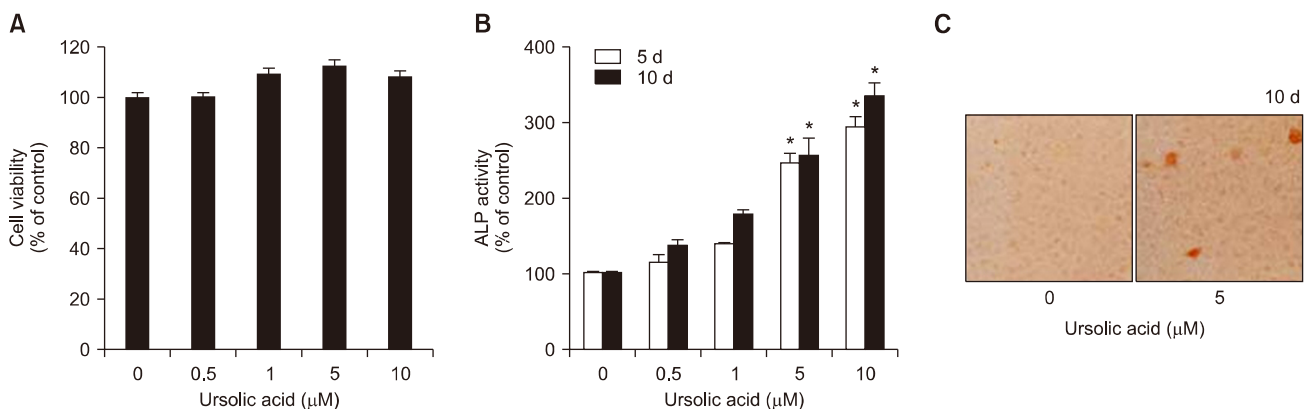 A
Cell viability
(% of control)
120
100
80
60
40
20
0
0 0.5 1 5 10
Ursolic acid (μM)
B
ALP activity
(% of control)
400
300
200
100
0
5 d
10 d
* *
* *
0 0.5 1 5 10
Ursolic acid (μM)
C
10 d
0 5
Ursolic acid (μM)